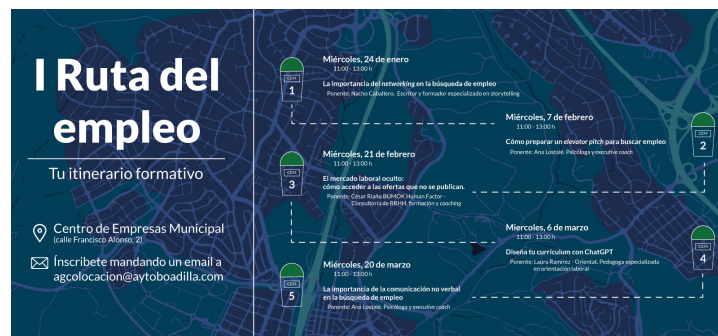 I Ruta del
empleo
Tu itinerario formativo
Centro de Empresas Municipal
(calle Francisco Alonso, 2)
Ínscríbete mandando un email a
agcolocacion@aytoboadilla.com
CEM
1
Miércoles, 24 de enero
11:00 - 13:00 h
La importancia del networking en la búsqueda de empleo
Ponente: Nacho Caballero. Escritor y formador especializado en storytelling
CEM
2
Miércoles, 7 de febrero
11:00 - 13:00 h
Cómo preparar un elevator pitch para buscar empleo
Ponente: Ana Lostalé. Psicóloga y executive coach
CEM
3
Miércoles, 21 de febrero
11:00 - 13:00 h
El mercado laboral oculto:
cómo acceder a las ofertas que no se publican.
Ponente: César Riaño BUMOK Human Factor -
Consultoría de RRHH, formación y coaching
CEM
4
Miércoles, 6 de marzo
11:00 - 13:00 h
Diseña tu currículum con ChatGPT
Ponente: Laura Ramírez - Orientat. Pedagoga especializada
en orientación laboral
CEM
5
Miércoles, 20 de marzo
11:00 - 13:00 h
La importancia de la comunicación no verbal
en la búsqueda de empleo
Ponente: Ana Lostalé. Psicóloga y executive coach